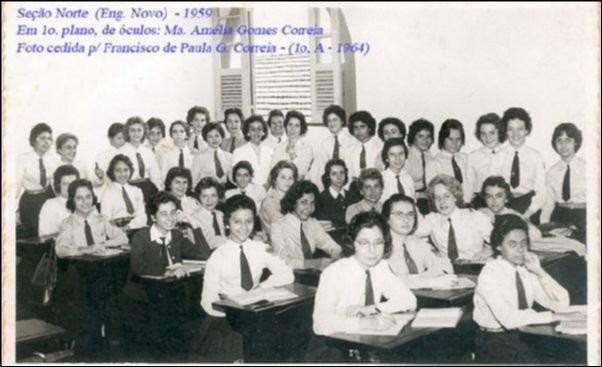 Seção Norte (Eng. Novo) - 1959
Em 1o. plano, de óculos: Ma. Amélia Gomes Correia
Foto cedida p/ Francisco de Paula G. Correia - (1o. A - 1964)